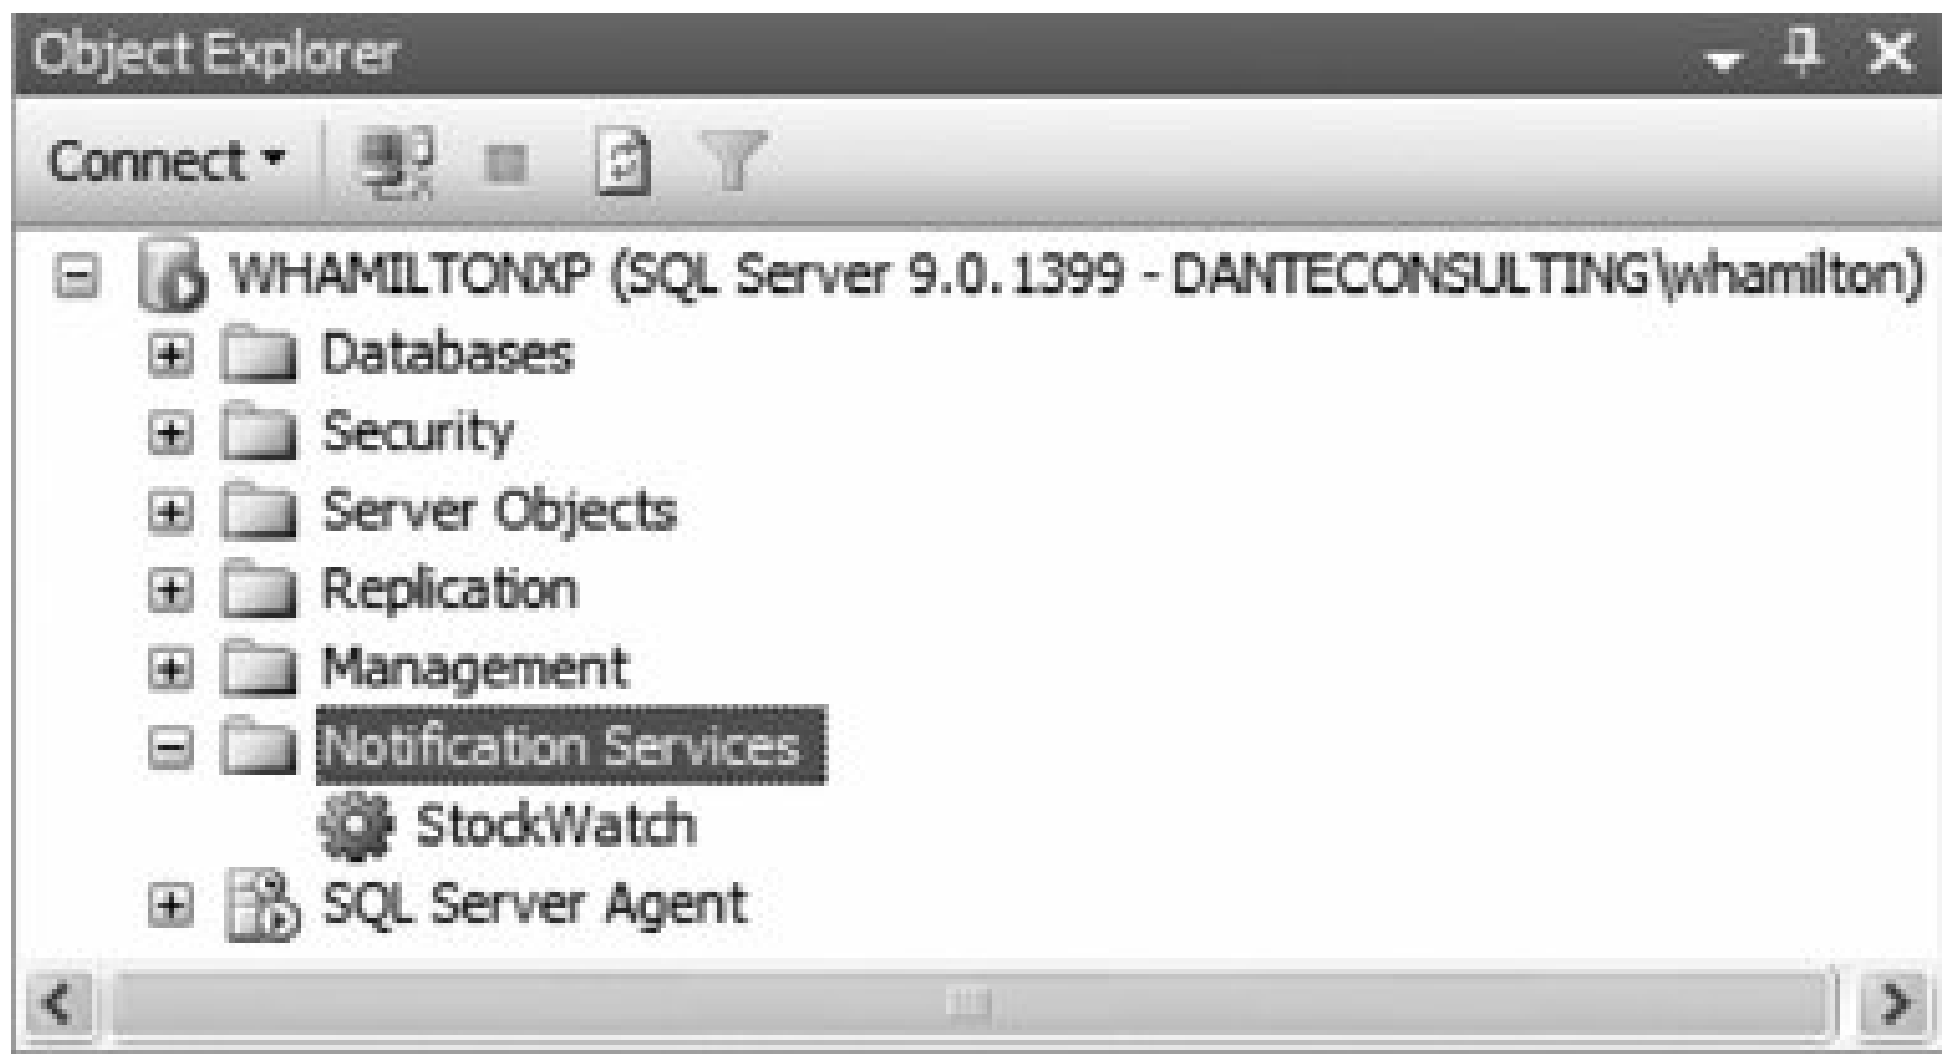 Object Explorer
Connect
WHAMILTONXP (SQL Server 9.0.1399 - DANTECONSULTING\whamilton)
Databases
Security
Server Objects
Replication
Management
Notification Services
StockWatch
SQL Server Agent